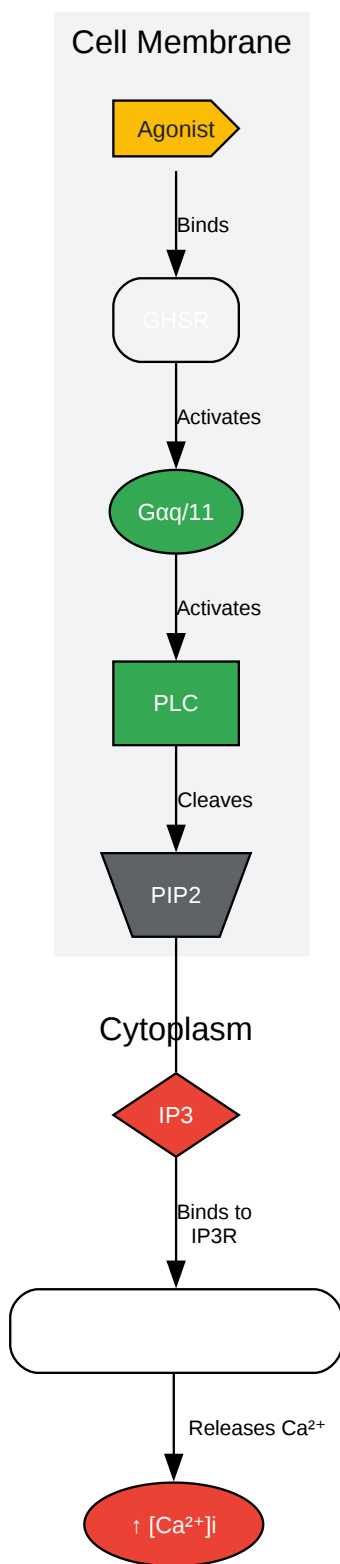 Cell Membrane
Agonist
Binds
GHSR
Activates
Gαq/11
Activates
PLC
Cleaves
PIP2
Cytoplasm
IP3
Binds to
IP3R
Releases Ca²⁺
↑ [Ca²⁺]i